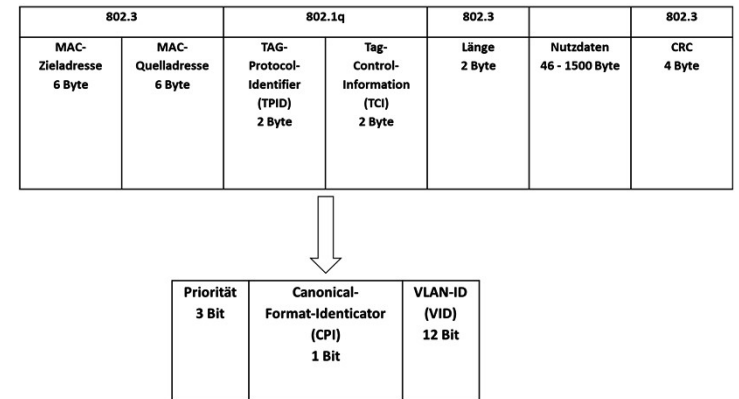 802.3
802.1q
802.3
802.3
MAC-
Zieladresse
6 Byte
MAC-
Quelladresse
6 Byte
TAG-
Protocol-
Identifier
(TPID)
2 Byte
Tag-
Control-
Information
(TCI)
2 Byte
Länge
2 Byte
Nutzdaten
46 - 1500 Byte
CRC
4 Byte
Priorität
3 Bit
Canonical-
Format-Identicator
(CPI)
1 Bit
VLAN-ID
(VID)
12 Bit